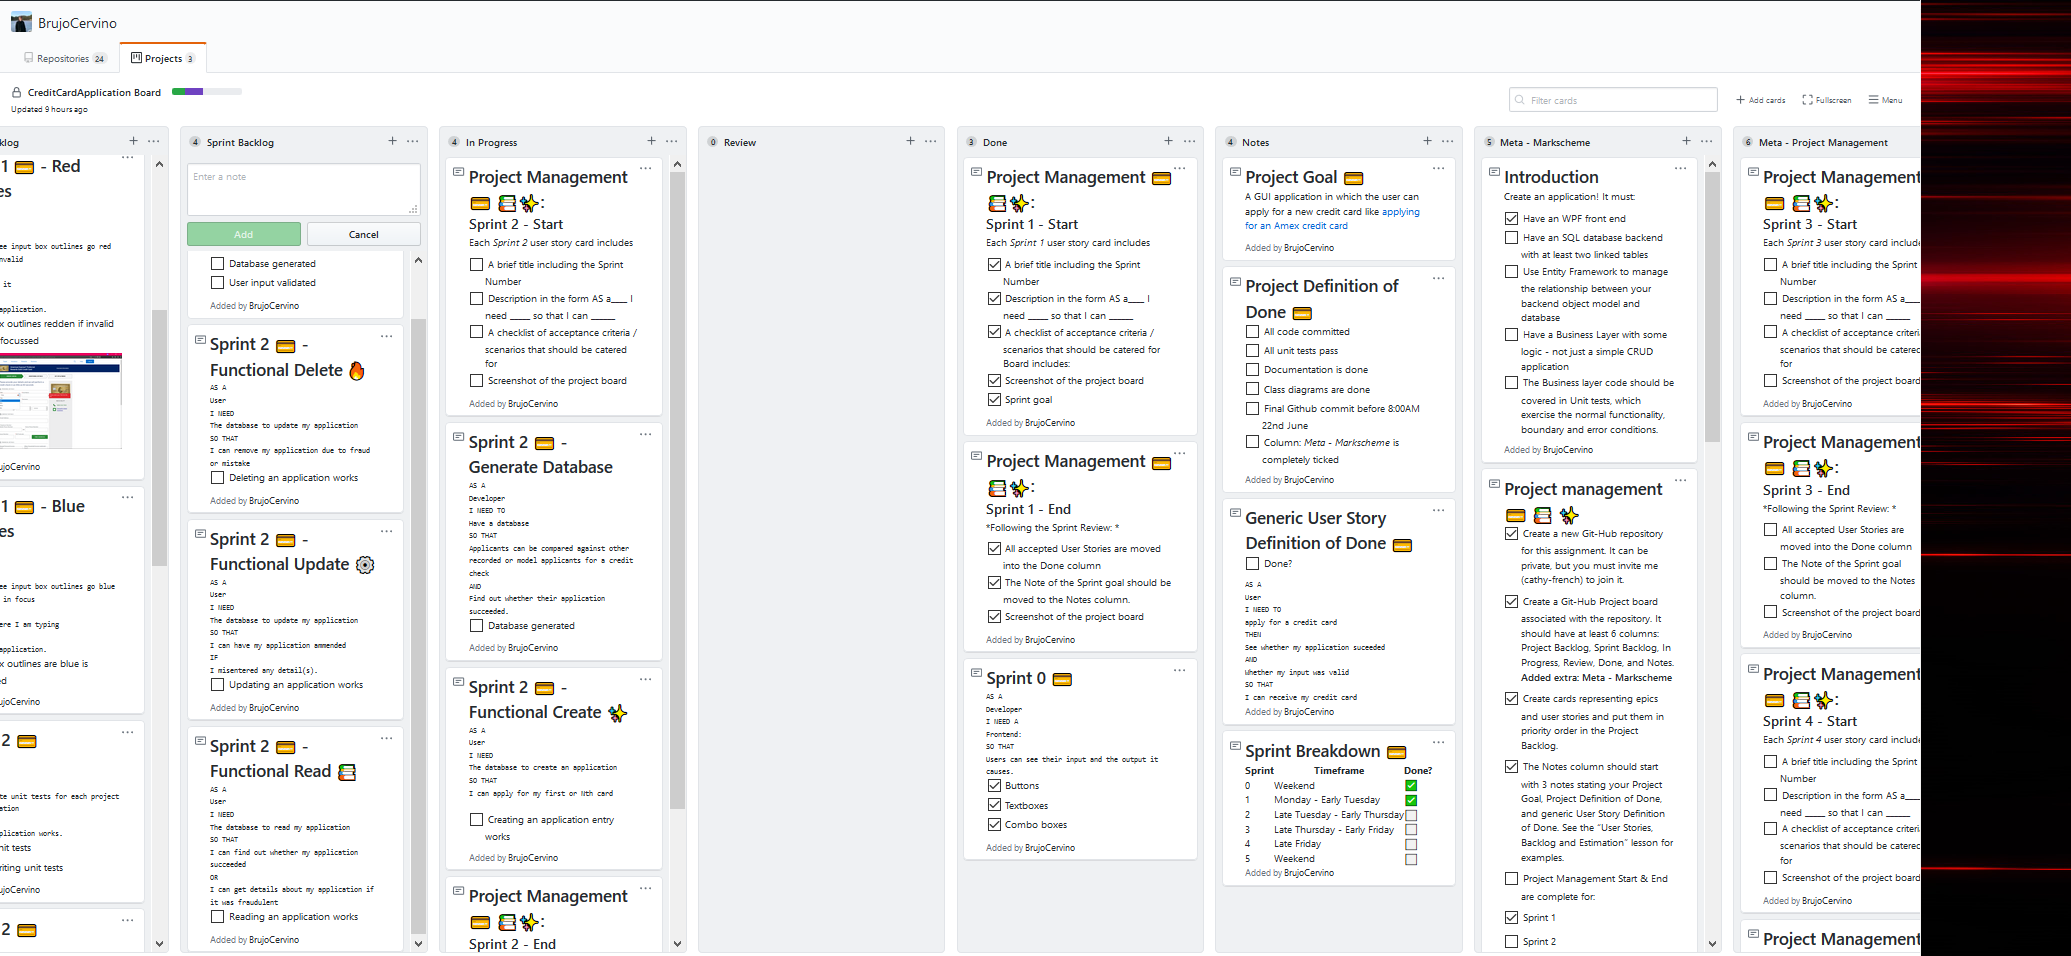 BrujoCervino
Repositories 24
Projects 3
CreditCardApplication Board
Updated 9 hours ago
Filter cards
Add cards
Fullscreen
Menu
klog
1 - Red
es
ee input box outlines go red
nvalid
it
pplication.
x outlines redden if invalid
focussed
ujoCervino
1 - Blue
es
ee input box outlines go blue
in focus
ere I am typing
pplication.
x outlines are blue is
ed
ujoCervino
2
te unit tests for each project
ation
pplication works.
nit tests
riting unit tests
ujoCervino
2
4 Sprint Backlog
Enter a note
Add
Cancel
Database generated
User input validated
Added by BrujoCervino
Sprint 2 💳 -
Functional Delete 🔥
AS A
User
I NEED
The database to update my application
SO THAT
I can remove my application due to fraud
or mistake
Deleting an application works
Added by BrujoCervino
Sprint 2 💳 -
Functional Update ⚙️
AS A
User
I NEED
The database to update my application
SO THAT
I can have my application ammended
IF
I misentered any detail(s).
Updating an application works
Added by BrujoCervino
Sprint 2 💳 -
Functional Read 📚
AS A
User
I NEED
The database to read my application
SO THAT
I can find out whether my application
succeeded
OR
I can get details about my application if
it was fraudulent
Reading an application works
Added by BrujoCervino
4 In Progress
Project Management
💳 📚✨:
Sprint 2 - Start
Each Sprint 2 user story card includes
A brief title including the Sprint
Number
Description in the form AS a____ I
need _____ so that I can ______
A checklist of acceptance criteria /
scenarios that should be catered
for
Screenshot of the project board
Added by BrujoCervino
Sprint 2 💳 -
Generate Database
AS A
Developer
I NEED TO
Have a database
SO THAT
Applicants can be compared against other
recorded or model applicants for a credit
check
AND
Find out whether their application
succeeded.
Database generated
Added by BrujoCervino
Sprint 2 💳 -
Functional Create ✨
AS A
User
I NEED
The database to create an application
SO THAT
I can apply for my first or Nth card
Creating an application entry
works
Added by BrujoCervino
Project Management
💳 📚✨:
Sprint 2 - End
0 Review
3 Done
Project Management 💳
📚✨:
Sprint 1 - Start
Each Sprint 1 user story card includes
A brief title including the Sprint
Number
Description in the form AS a____ I
need _____ so that I can ______
A checklist of acceptance criteria /
scenarios that should be catered for
Board includes:
Screenshot of the project board
Sprint goal
Added by BrujoCervino
Project Management 💳
📚✨:
Sprint 1 - End
*Following the Sprint Review: *
All accepted User Stories are moved
into the Done column
The Note of the Sprint goal should be
moved to the Notes column.
Screenshot of the project board
Added by BrujoCervino
Sprint 0 💳
AS A
Developer
I NEED A
Frontend:
SO THAT
Users can see their input and the output it
causes.
Buttons
Textboxes
Combo boxes
Added by BrujoCervino
4 Notes
Project Goal 💳
A GUI application in which the user can
apply for a new credit card like applying
for an Amex credit card
Added by BrujoCervino
Project Definition of
Done 💳
All code committed
All unit tests pass
Documentation is done
Class diagrams are done
Final Github commit before 8:00AM
22nd June
Column: Meta - Markscheme is
completely ticked
Added by BrujoCervino
Generic User Story
Definition of Done 💳
Done?
AS A
User
I NEED TO
apply for a credit card
THEN
See whether my application suceeded
AND
Whether my input was valid
SO THAT
I can receive my credit card
Added by BrujoCervino
Sprint Breakdown 💳
Sprint Timeframe Done?
0 Weekend ✅
1 Monday - Early Tuesday ✅
2 Late Tuesday - Early Thursday
3 Late Thursday - Early Friday
4 Late Friday
5 Weekend
Added by BrujoCervino
5 Meta - Markscheme
Introduction
Create an application! It must:
Have an WPF front end
Have an SQL database backend
with at least two linked tables
Use Entity Framework to manage
the relationship between your
backend object model and
database
Have a Business Layer with some
logic - not just a simple CRUD
application
The Business layer code should be
covered in Unit tests, which
exercise the normal functionality,
boundary and error conditions.
Added by BrujoCervino
Project management
💳 📚 ✨
Create a new Git-Hub repository
for this assignment. It can be
private, but you must invite me
(cathy-french) to join it.
Create a Git-Hub Project board
associated with the repository. It
should have at least 6 columns:
Project Backlog, Sprint Backlog, In
Progress, Review, Done, and Notes.
Added extra: Meta - Markscheme
Create cards representing epics
and user stories and put them in
priority order in the Project
Backlog.
The Notes column should start
with 3 notes stating your Project
Goal, Project Definition of Done,
and generic User Story Definition
of Done. See the "User Stories,
Backlog and Estimation" lesson for
examples.
Project Management Start & End
are complete for:
Sprint 1
Sprint 2
6 Meta - Project Management
Project Management
💳 📚✨:
Sprint 3 - Start
Each Sprint 3 user story card include
A brief title including the Sprint
Number
Description in the form AS a____
need _____ so that I can ______
A checklist of acceptance criteri
scenarios that should be catered
for
Screenshot of the project board
Added by BrujoCervino
Project Management
💳 📚✨:
Sprint 3 - End
*Following the Sprint Review: *
All accepted User Stories are
moved into the Done column
The Note of the Sprint goal
should be moved to the Notes
column.
Screenshot of the project board
Added by BrujoCervino
Project Management
💳 📚✨:
Sprint 4 - Start
Each Sprint 4 user story card include
A brief title including the Sprint
Number
Description in the form AS a____
need _____ so that I can ______
A checklist of acceptance criteri
scenarios that should be catered
for
Screenshot of the project board
Added by BrujoCervino
Project Management